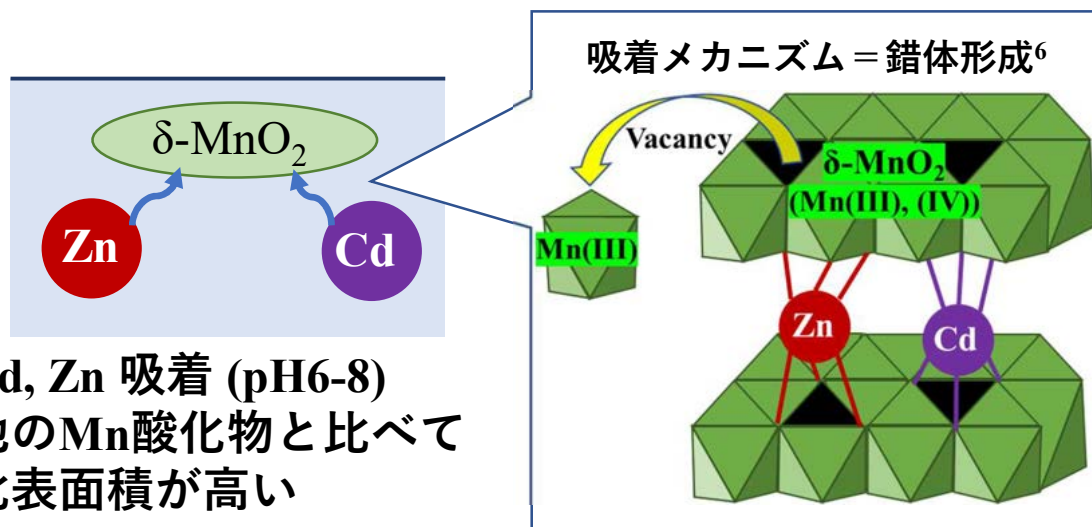 δ-MnO₂
Zn
Cd
d, Zn 吸着 (pH6-8)
のMn酸化物と比べて
表面積が高い
吸着メカニズム＝錯体形成⁶
Vacancy
δ-MnO₂
(Mn(III), (IV))
Mn(III)
Zn
Cd